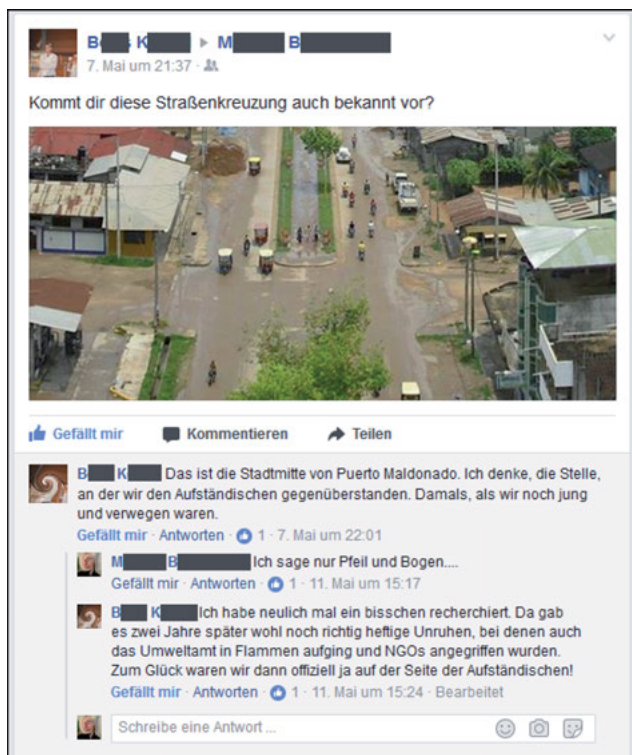 B K ▸ M B
7. Mai um 21:37 ·
Kommt dir diese Straßenkreuzung auch bekannt vor?
Gefällt mir Kommentieren Teilen
B K Das ist die Stadtmitte von Puerto Maldonado. Ich denke, die Stelle,
an der wir den Aufständischen gegenüberstanden. Damals, als wir noch jung
und verwegen waren.
Gefällt mir · Antworten · 1 · 7. Mai um 22:01
M B Ich sage nur Pfeil und Bogen....
Gefällt mir · Antworten · 1 · 11. Mai um 15:17
B K Ich habe neulich mal ein bisschen recherchiert. Da gab
es zwei Jahre später wohl noch richtig heftige Unruhen, bei denen auch
das Umweltamt in Flammen aufging und NGOs angegriffen wurden.
Zum Glück waren wir dann offiziell ja auf der Seite der Aufständischen!
Gefällt mir · Antworten · 1 · 11. Mai um 15:24 · Bearbeitet
Schreibe eine Antwort ...